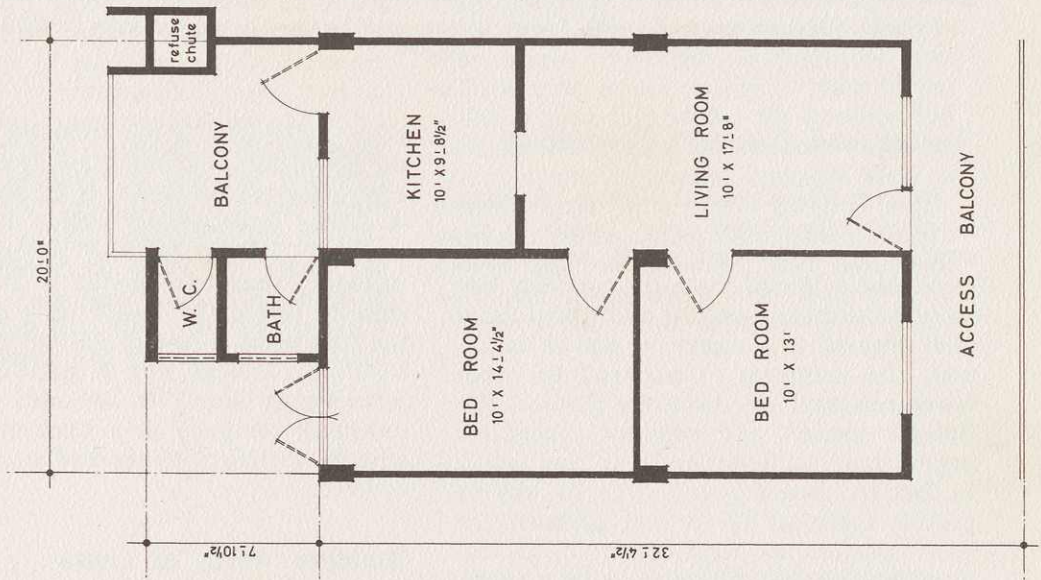 refuse
chute
20'-0"
BALCONY
KITCHEN
10' X 9'-8½"
LIVING ROOM
10' X 17'-8"
W. C.
BATH
BED ROOM
10' X 14'-4½"
BED ROOM
10' X 13'
ACCESS BALCONY
7'-10½"
32'-4½"